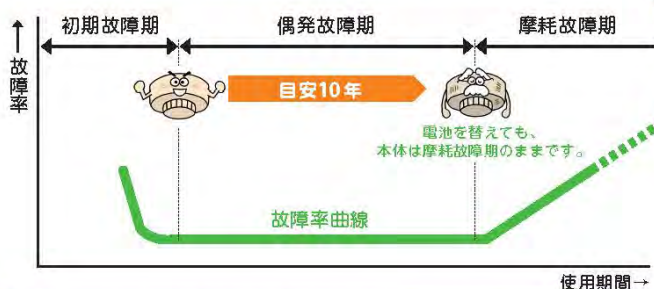 初期故障期
偶発故障期
摩耗故障期
↑故障率
目安10年
電池を替えても、
本体は摩耗故障期のままです。
故障率曲線
使用期間→